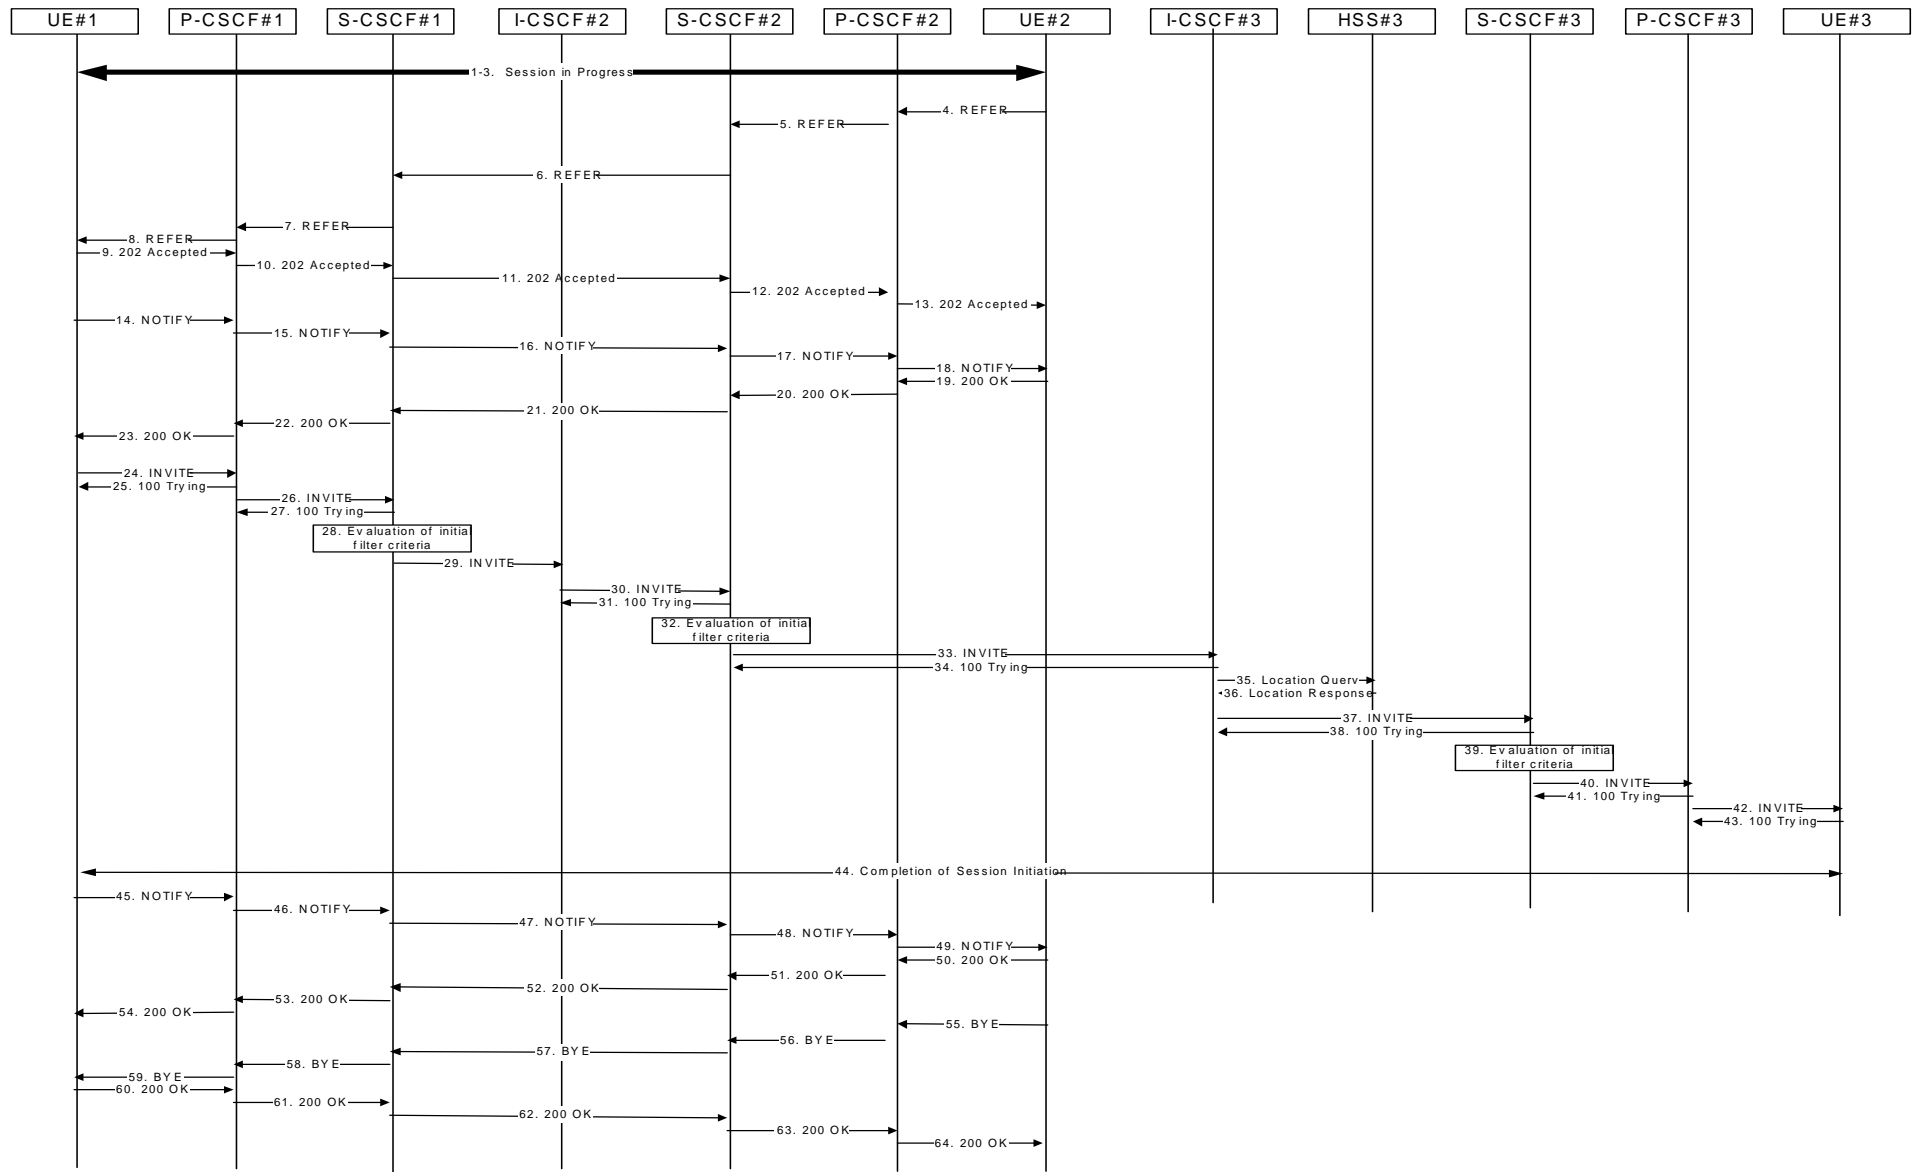 UE#1
P-CSCF#1
S-CSCF#1
I-CSCF#2
S-CSCF#2
P-CSCF#2
UE#2
I-CSCF#3
HSS#3
S-CSCF#3
P-CSCF#3
UE#3
1-3. Session in Progress
4. REFER
5. REFER
6. REFER
7. REFER
8. REFER
9. 202 Accepted
10. 202 Accepted
11. 202 Accepted
12. 202 Accepted
13. 202 Accepted
14. NOTIFY
15. NOTIFY
16. NOTIFY
17. NOTIFY
18. NOTIFY
19. 200 OK
20. 200 OK
21. 200 OK
22. 200 OK
23. 200 OK
24. INVITE
25. 100 Trying
26. INVITE
27. 100 Trying
28. Evaluation of initial
filter criteria
29. INVITE
30. INVITE
31. 100 Trying
32. Evaluation of initial
filter criteria
33. INVITE
34. 100 Trying
35. Location Query
36. Location Response
37. INVITE
38. 100 Trying
39. Evaluation of initial
filter criteria
40. INVITE
41. 100 Trying
42. INVITE
43. 100 Trying
44. Completion of Session Initiation
45. NOTIFY
46. NOTIFY
47. NOTIFY
48. NOTIFY
49. NOTIFY
50. 200 OK
51. 200 OK
52. 200 OK
53. 200 OK
54. 200 OK
55. BYE
56. BYE
57. BYE
58. BYE
59. BYE
60. 200 OK
61. 200 OK
62. 200 OK
63. 200 OK
64. 200 OK